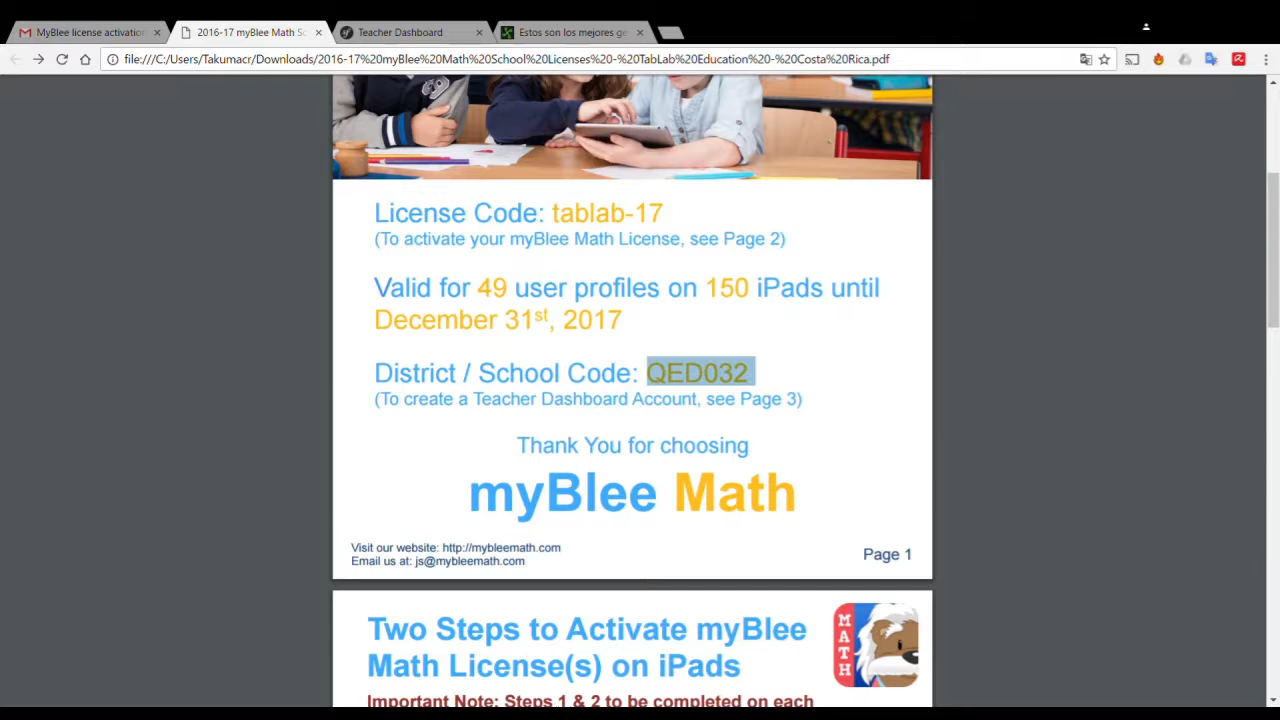 MyBlee license activation
2016-17 myBlee Math Sc
Teacher Dashboard
Estos son los mejores ge
file:///C:/Users/Takumacr/Downloads/2016-17%20myBlee%20Math%20School%20Licenses%20-%20TabLab%20Education%20-%20Costa%20Rica.pdf
License Code: tablab-17
(To activate your myBlee Math License, see Page 2)
Valid for 49 user profiles on 150 iPads until
December 31st, 2017
District / School Code: QED032
(To create a Teacher Dashboard Account, see Page 3)
Thank You for choosing
myBlee Math
Visit our website: http://mybleemath.com
Email us at: js@mybleemath.com
Page 1
Two Steps to Activate myBlee
Math License(s) on iPads
MATH
Important Note: Steps 1 & 2 to be completed on each